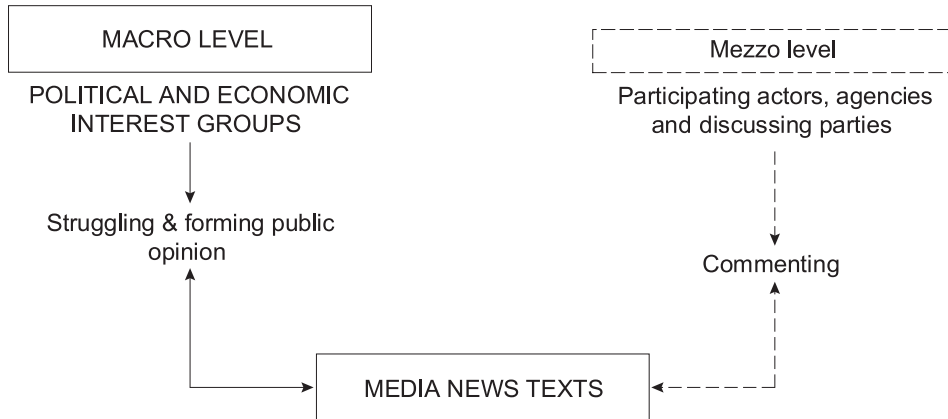 MACRO LEVEL
POLITICAL AND ECONOMIC
INTEREST GROUPS
Struggling & forming public
opinion
Mezzo level
Participating actors, agencies
and discussing parties
Commenting
MEDIA NEWS TEXTS